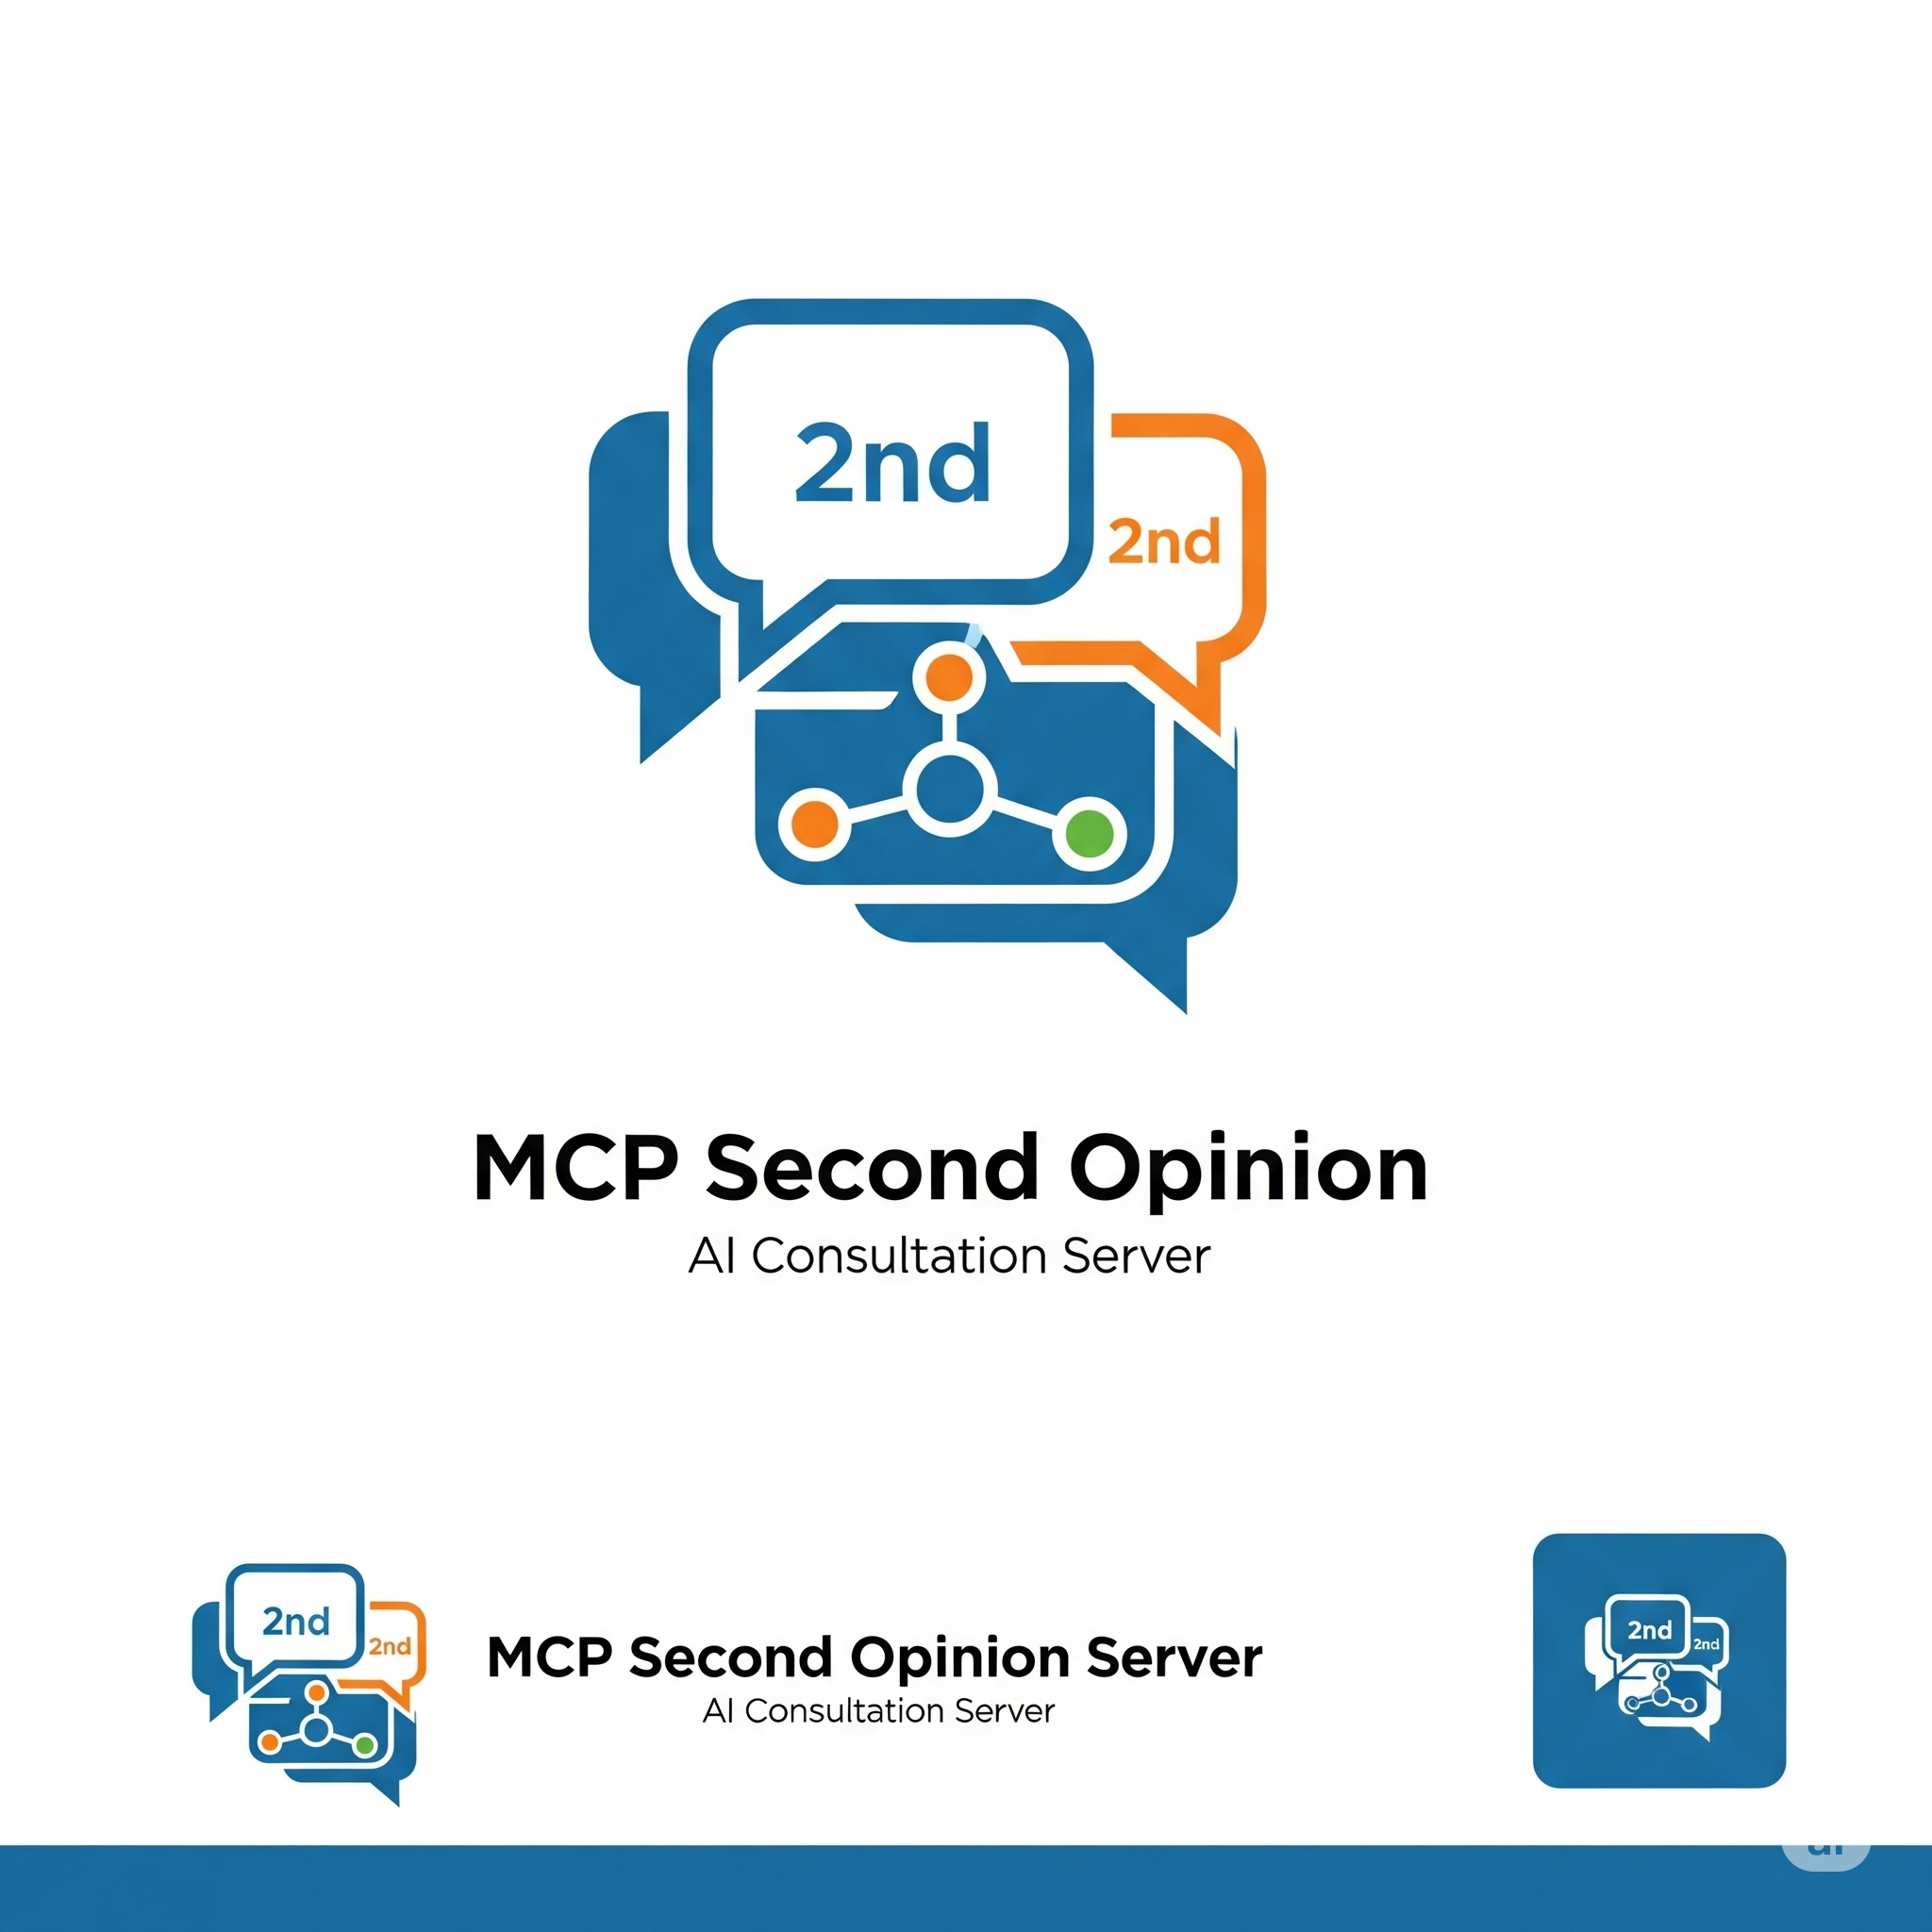 2nd
2nd
MCP Second Opinion
AI Consultation Server
2nd
2nd
MCP Second Opinion Server
AI Consultation Server
2nd
2nd